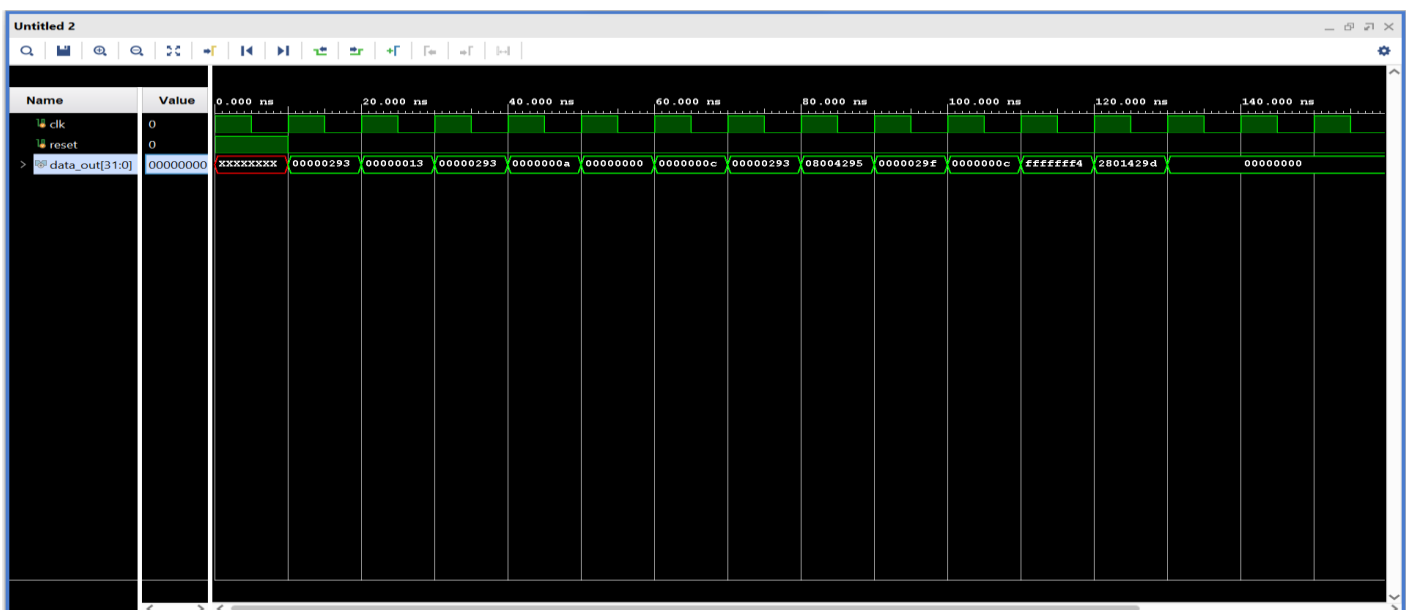 Untitled 2
Name Value 0.000 ns 20.000 ns 40.000 ns 60.000 ns 80.000 ns 100.000 ns 120.000 ns 140.000 ns
clk 0
reset 0
data_out[31:0] 00000000 XXXXXXXX 00000293 00000013 00000293 0000000a 00000000 0000000c 00000293 08004295 0000029f 0000000c fffffff4 2801429d 00000000